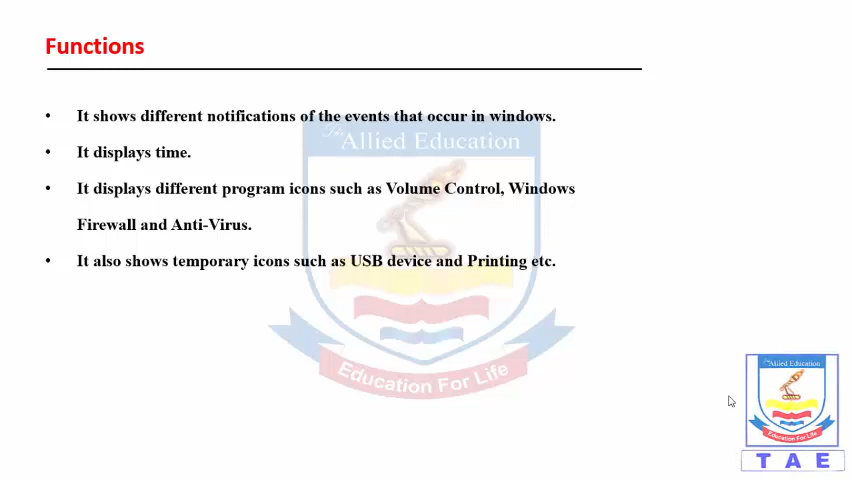 Functions
• It shows different notifications of the events that occur in windows.
The Allied Education
• It displays time.
• It displays different program icons such as Volume Control, Windows
Firewall and Anti-Virus.
• It also shows temporary icons such as USB device and Printing etc.
Education For Life
The Allied Education
Education For Life
T A E